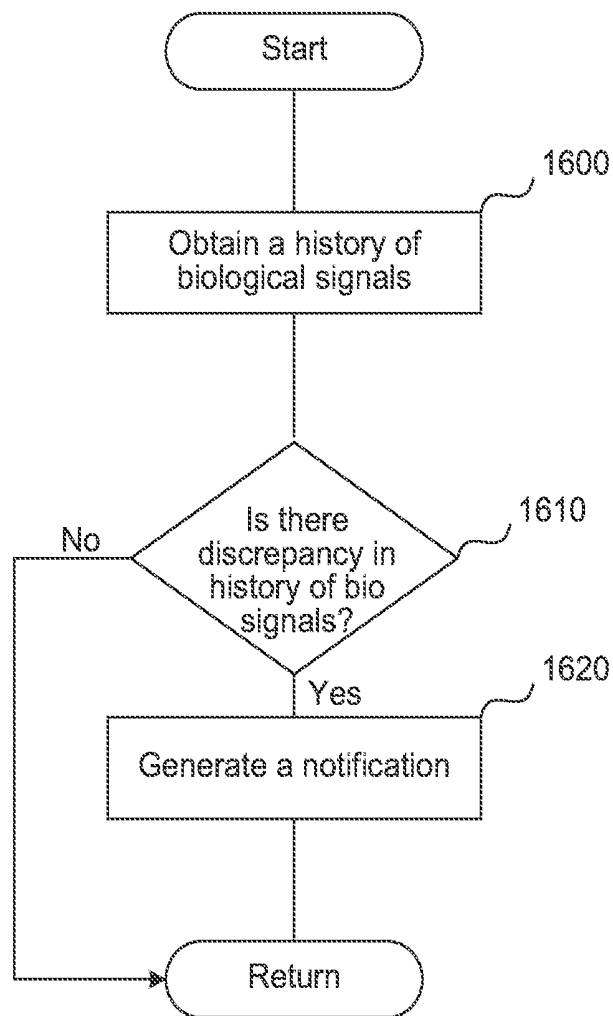 Start
1600
Obtain a history of
biological signals
1610
Is there
discrepancy in
history of bio
signals?
No
Yes
1620
Generate a notification
Return